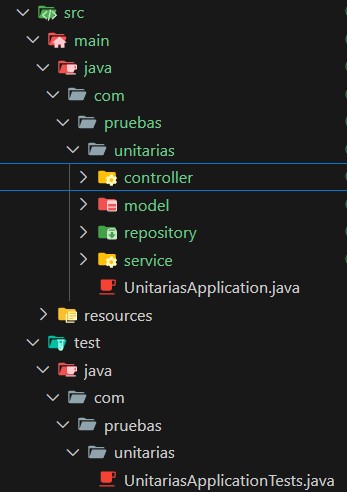 src
main
java
com
pruebas
unitarias
controller
model
repository
service
UnitariasApplication.java
resources
test
java
com
pruebas
unitarias
UnitariasApplicationTests.java